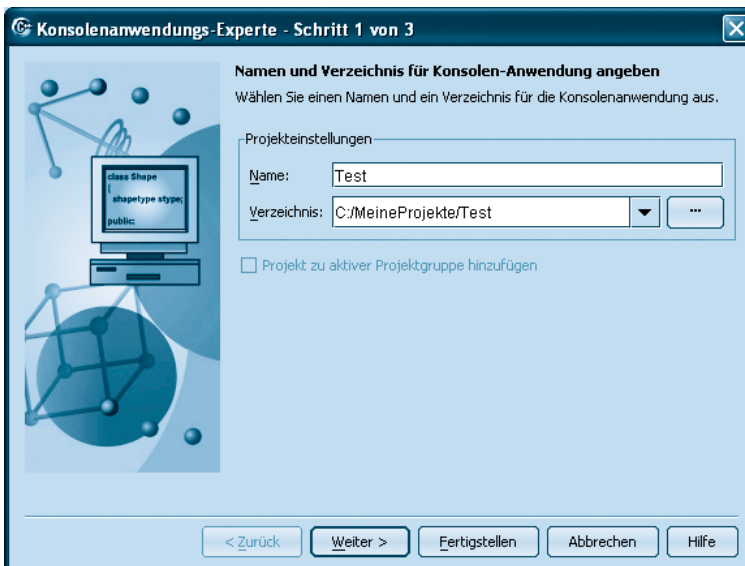 C++ Konsolenanwendungs-Experte - Schritt 1 von 3
Namen und Verzeichnis für Konsolen-Anwendung angeben
Wählen Sie einen Namen und ein Verzeichnis für die Konsolenanwendung aus.
Projekteinstellungen
Name: Test
Verzeichnis: C:/MeineProjekte/Test ...
Projekt zu aktiver Projektgruppe hinzufügen
class Shape
{
shapetype stype;
public:
< Zurück Weiter > Fertigstellen Abbrechen Hilfe